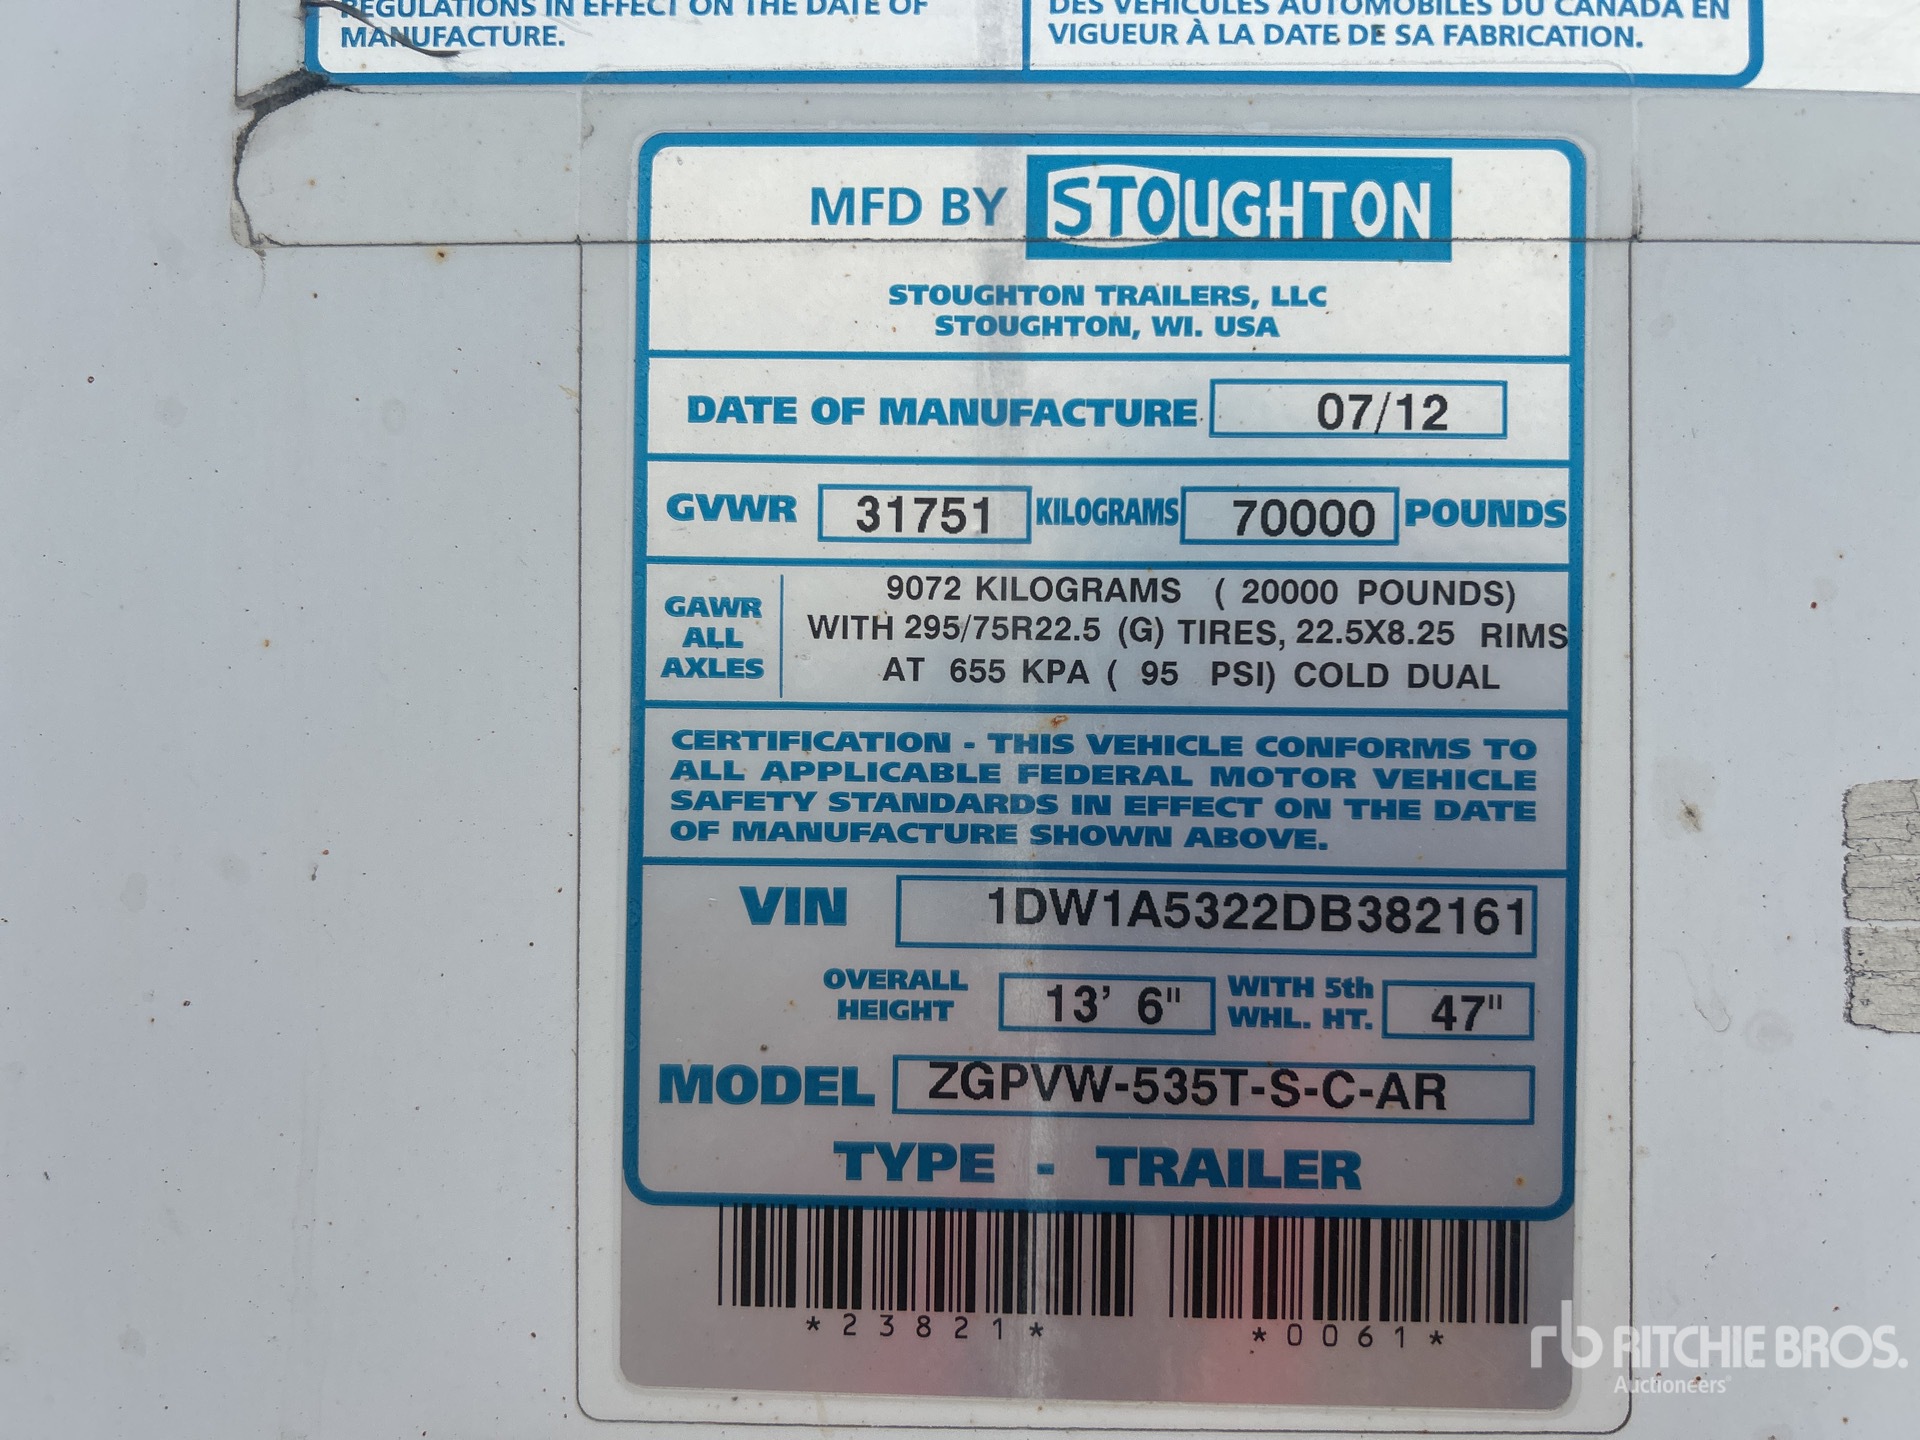 REGULATIONS IN EFFECT ON THE DATE OF
MANUFACTURE.
DES VÉHICULES AUTOMOBILES DU CANADA EN
VIGUEUR À LA DATE DE SA FABRICATION.
MFD BY STOUGHTON
STOUGHTON TRAILERS, LLC
STOUGHTON, WI. USA
DATE OF MANUFACTURE 07/12
GVWR 31751 KILOGRAMS 70000 POUNDS
GAWR ALL AXLES
9072 KILOGRAMS ( 20000 POUNDS)
WITH 295/75R22.5 (G) TIRES, 22.5X8.25 RIMS
AT 655 KPA ( 95 PSI) COLD DUAL
CERTIFICATION - THIS VEHICLE CONFORMS TO
ALL APPLICABLE FEDERAL MOTOR VEHICLE
SAFETY STANDARDS IN EFFECT ON THE DATE
OF MANUFACTURE SHOWN ABOVE.
VIN 1DW1A5322DB382161
OVERALL HEIGHT 13' 6" WITH 5th WHL. HT. 47"
MODEL ZGPVW-535T-S-C-AR
TYPE - TRAILER
*23821* *0061*
rb RITCHIE BROS.
Auctioneers